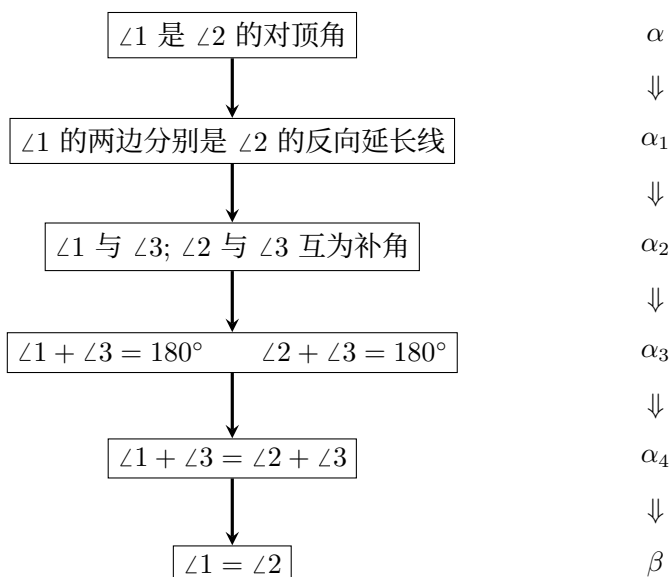 ∠1 是 ∠2 的对顶角 α
⇓
∠1 的两边分别是 ∠2 的反向延长线 α₁
⇓
∠1 与 ∠3; ∠2 与 ∠3 互为补角 α₂
⇓
∠1 + ∠3 = 180° ∠2 + ∠3 = 180° α₃
⇓
∠1 + ∠3 = ∠2 + ∠3 α₄
⇓
∠1 = ∠2 β